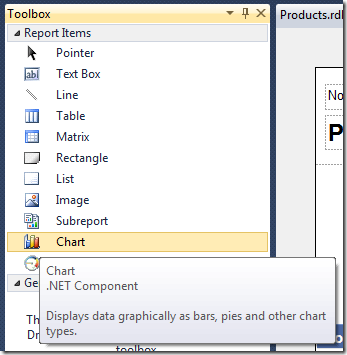 Toolbox
Products.rdl
Report Items
Pointer
ab
Text Box
Line
Table
Matrix
Rectangle
List
Image
Subreport
Chart
Chart
.NET Component
Displays data graphically as bars, pies and other chart
types.
Ge
Th
Dr
toolbox
No
P